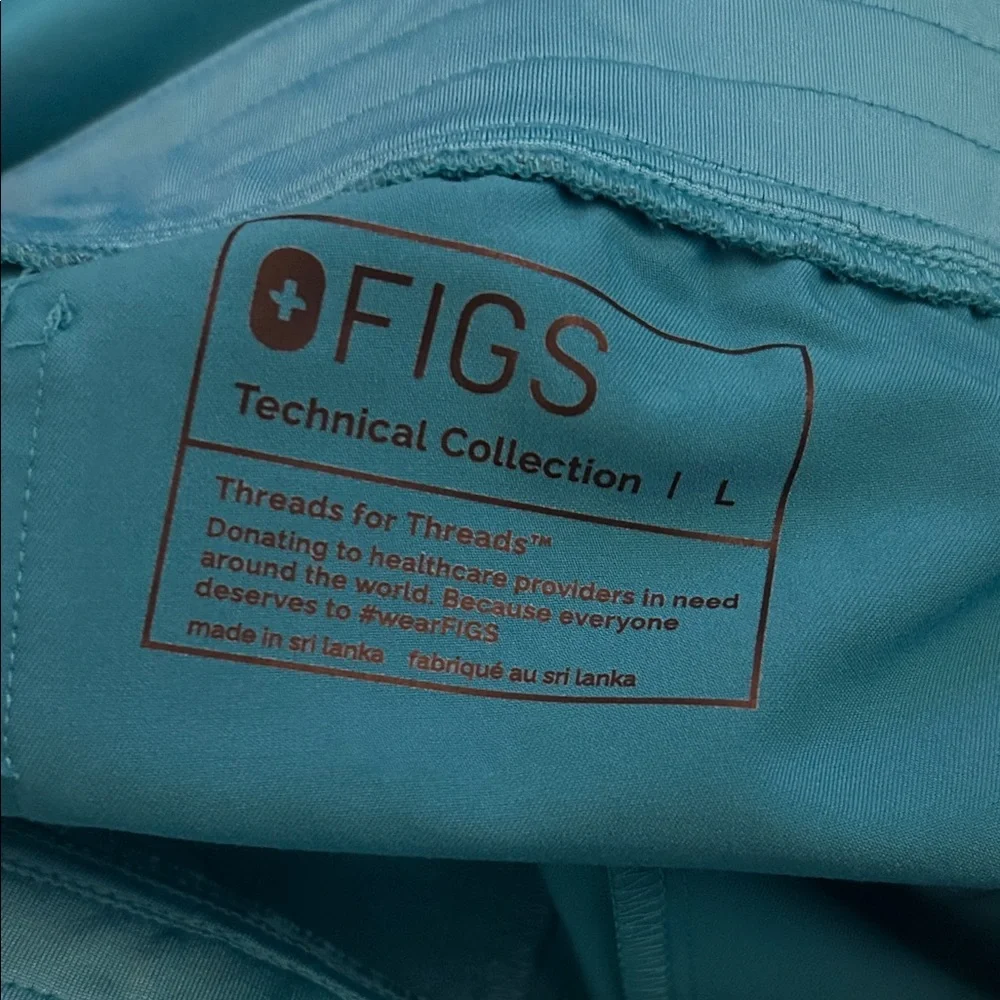 FIGS
Technical Collection | L
Threads for Threads™
Donating to healthcare providers in need
around the world. Because everyone
deserves to #wearFIGS
made in sri lanka fabriqué au sri lanka